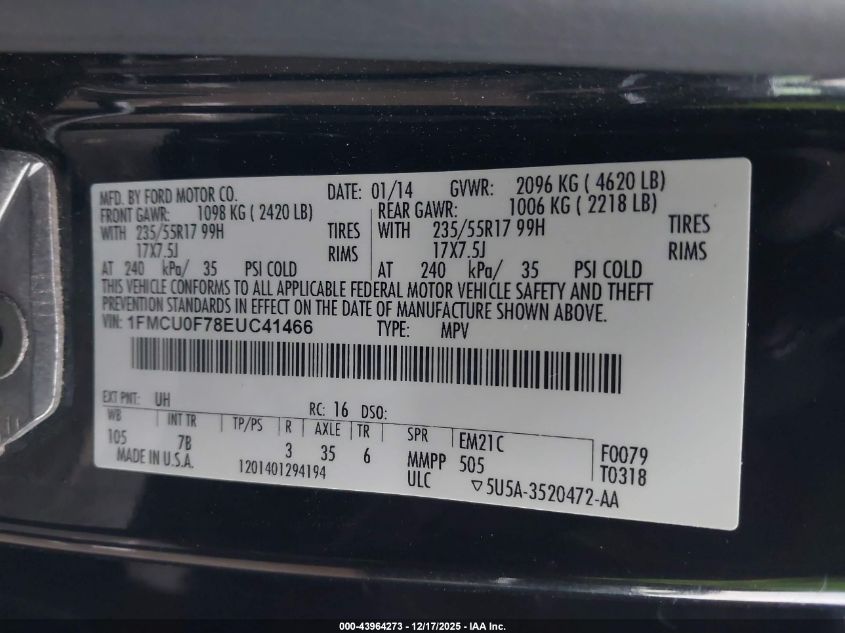 MFD. BY FORD MOTOR CO. DATE: 01/14 GVWR: 2096 KG ( 4620 LB)
FRONT GAWR: 1098 KG ( 2420 LB) REAR GAWR: 1006 KG ( 2218 LB)
WITH 235/55R17 99H TIRES WITH 235/55R17 99H TIRES
17X7.5J RIMS 17X7.5J RIMS
AT 240 kPa/ 35 PSI COLD AT 240 kPa/ 35 PSI COLD
THIS VEHICLE CONFORMS TO ALL APPLICABLE FEDERAL MOTOR VEHICLE SAFETY AND THEFT
PREVENTION STANDARDS IN EFFECT ON THE DATE OF MANUFACTURE SHOWN ABOVE.
VIN: 1FMCU0F78EUC41466 TYPE: MPV
EXT PNT: UH RC: 16 DSO:
WB INT TR TP/PS R AXLE TR SPR EM21C F0079
105 7B 3 35 6 MMPP 505 T0318
MADE IN U.S.A. 1201401294194 ULC ▽5U5A-3520472-AA
000-43964273 - 12/17/2025 - IAA Inc.